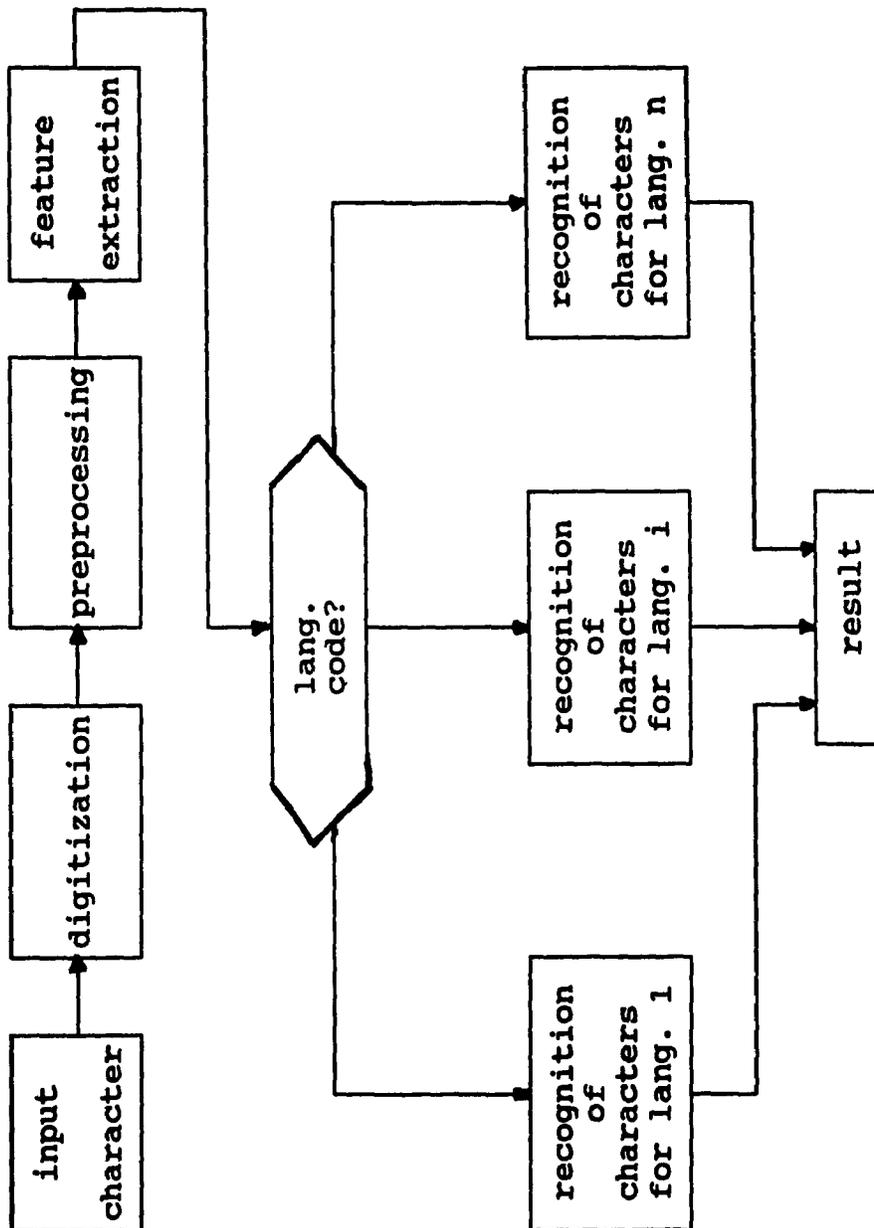 input
character
digitization
preprocessing
feature
extraction
lang.
code?
recognition
of
characters
for lang. 1
recognition
of
characters
for lang. i
recognition
of
characters
for lang. n
result